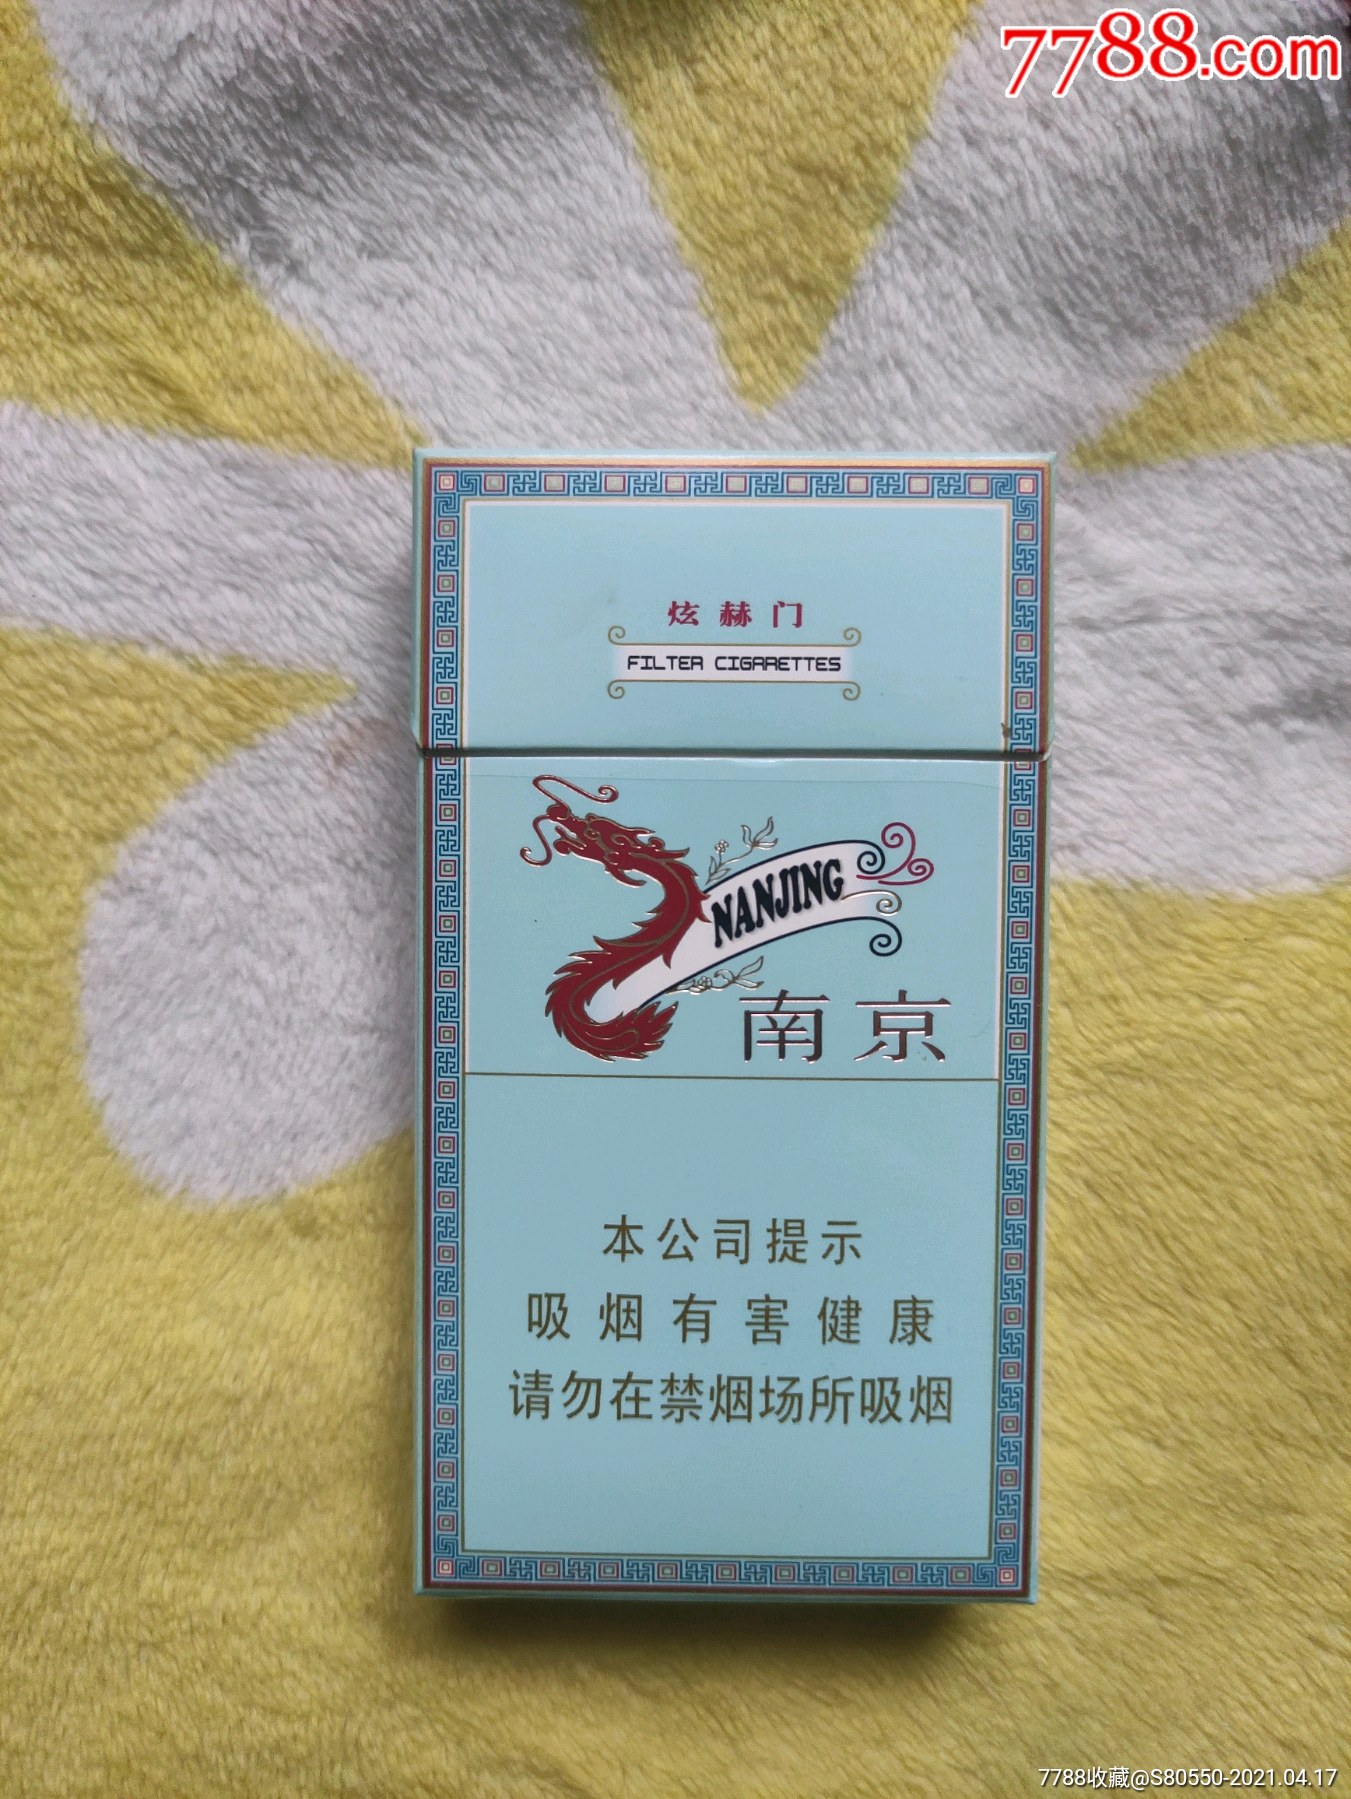 7788.com
炫赫门
FILTER CIGARETTES
NANJING
南京
本公司提示
吸烟有害健康
请勿在禁烟场所吸烟
7788收藏@S80550-2021.04.17